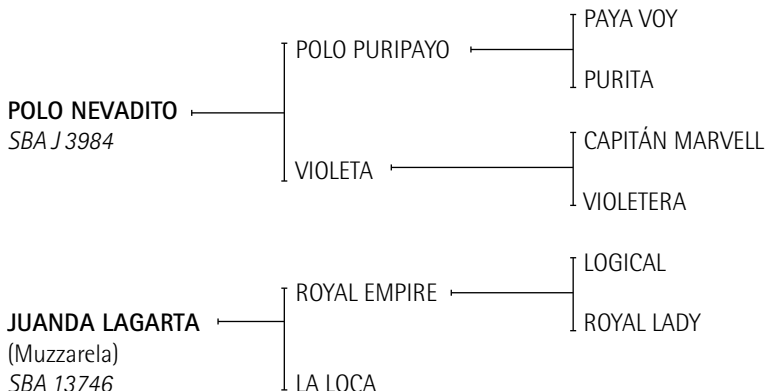 PAYA VOY
POLO PURIPAYO
PURITA
POLO NEVADITO
SBA J 3984
CAPITÁN MARVELL
VIOLETA
VIOLETERA
LOGICAL
ROYAL EMPIRE
ROYAL LADY
JUANDA LAGARTA
(Muzzarela)
SBA 13746
LA LOCA